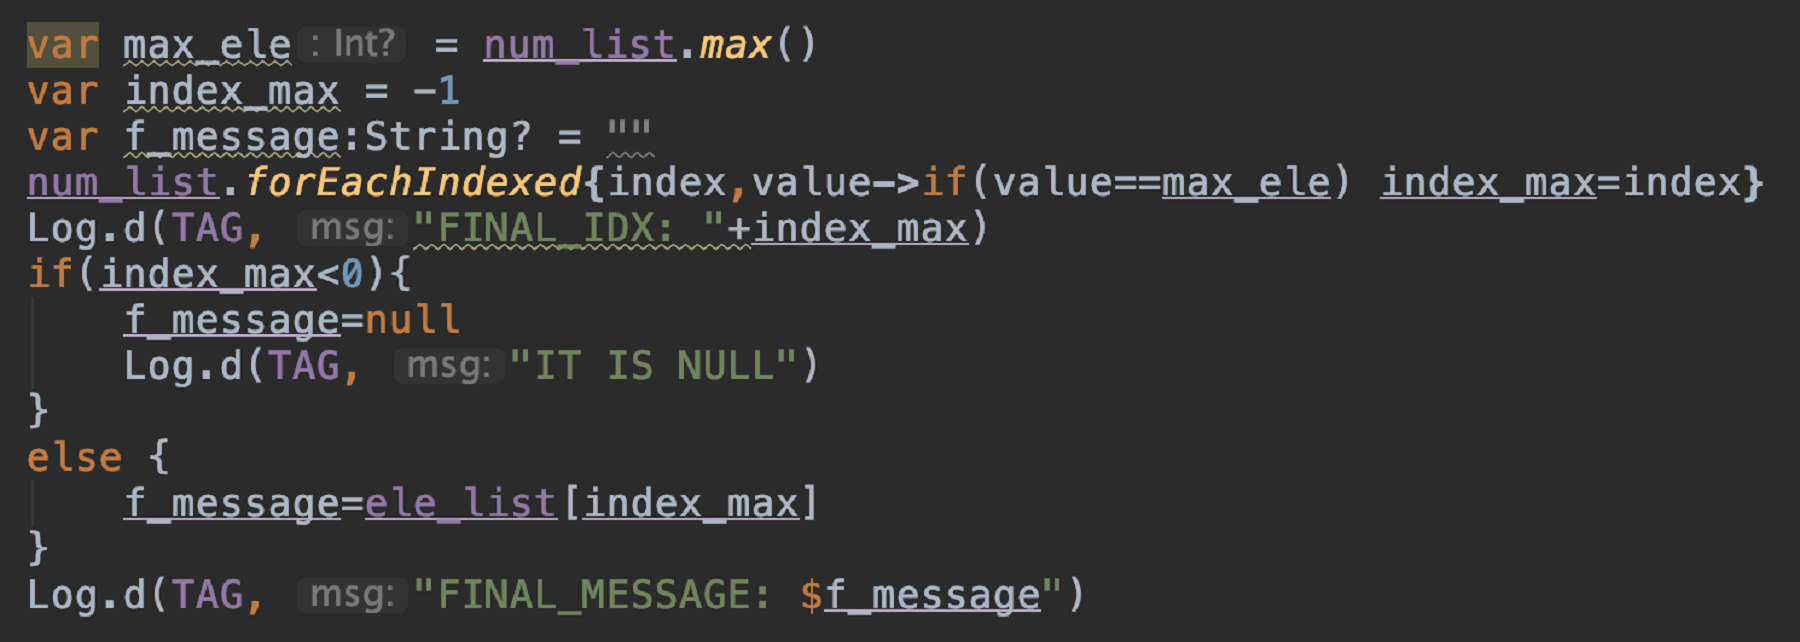 var max_ele : Int? = num_list.max()
var index_max = -1
var f_message:String? = ""
num_list.forEachIndexed{index,value->if(value==max_ele) index_max=index}
Log.d(TAG, msg: "FINAL_IDX: "+index_max)
if(index_max<0){
    f_message=null
    Log.d(TAG, msg: "IT IS NULL")
}
else {
    f_message=ele_list[index_max]
}
Log.d(TAG, msg: "FINAL_MESSAGE: $f_message")